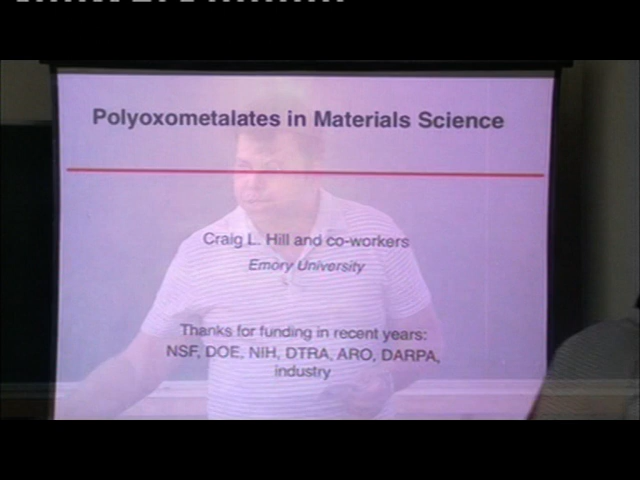 Polyoxometalates in Materials Science
Craig L. Hill and co-workers
Emory University
Thanks for funding in recent years:
NSF, DOE, NIH, DTRA, ARO, DARPA,
industry